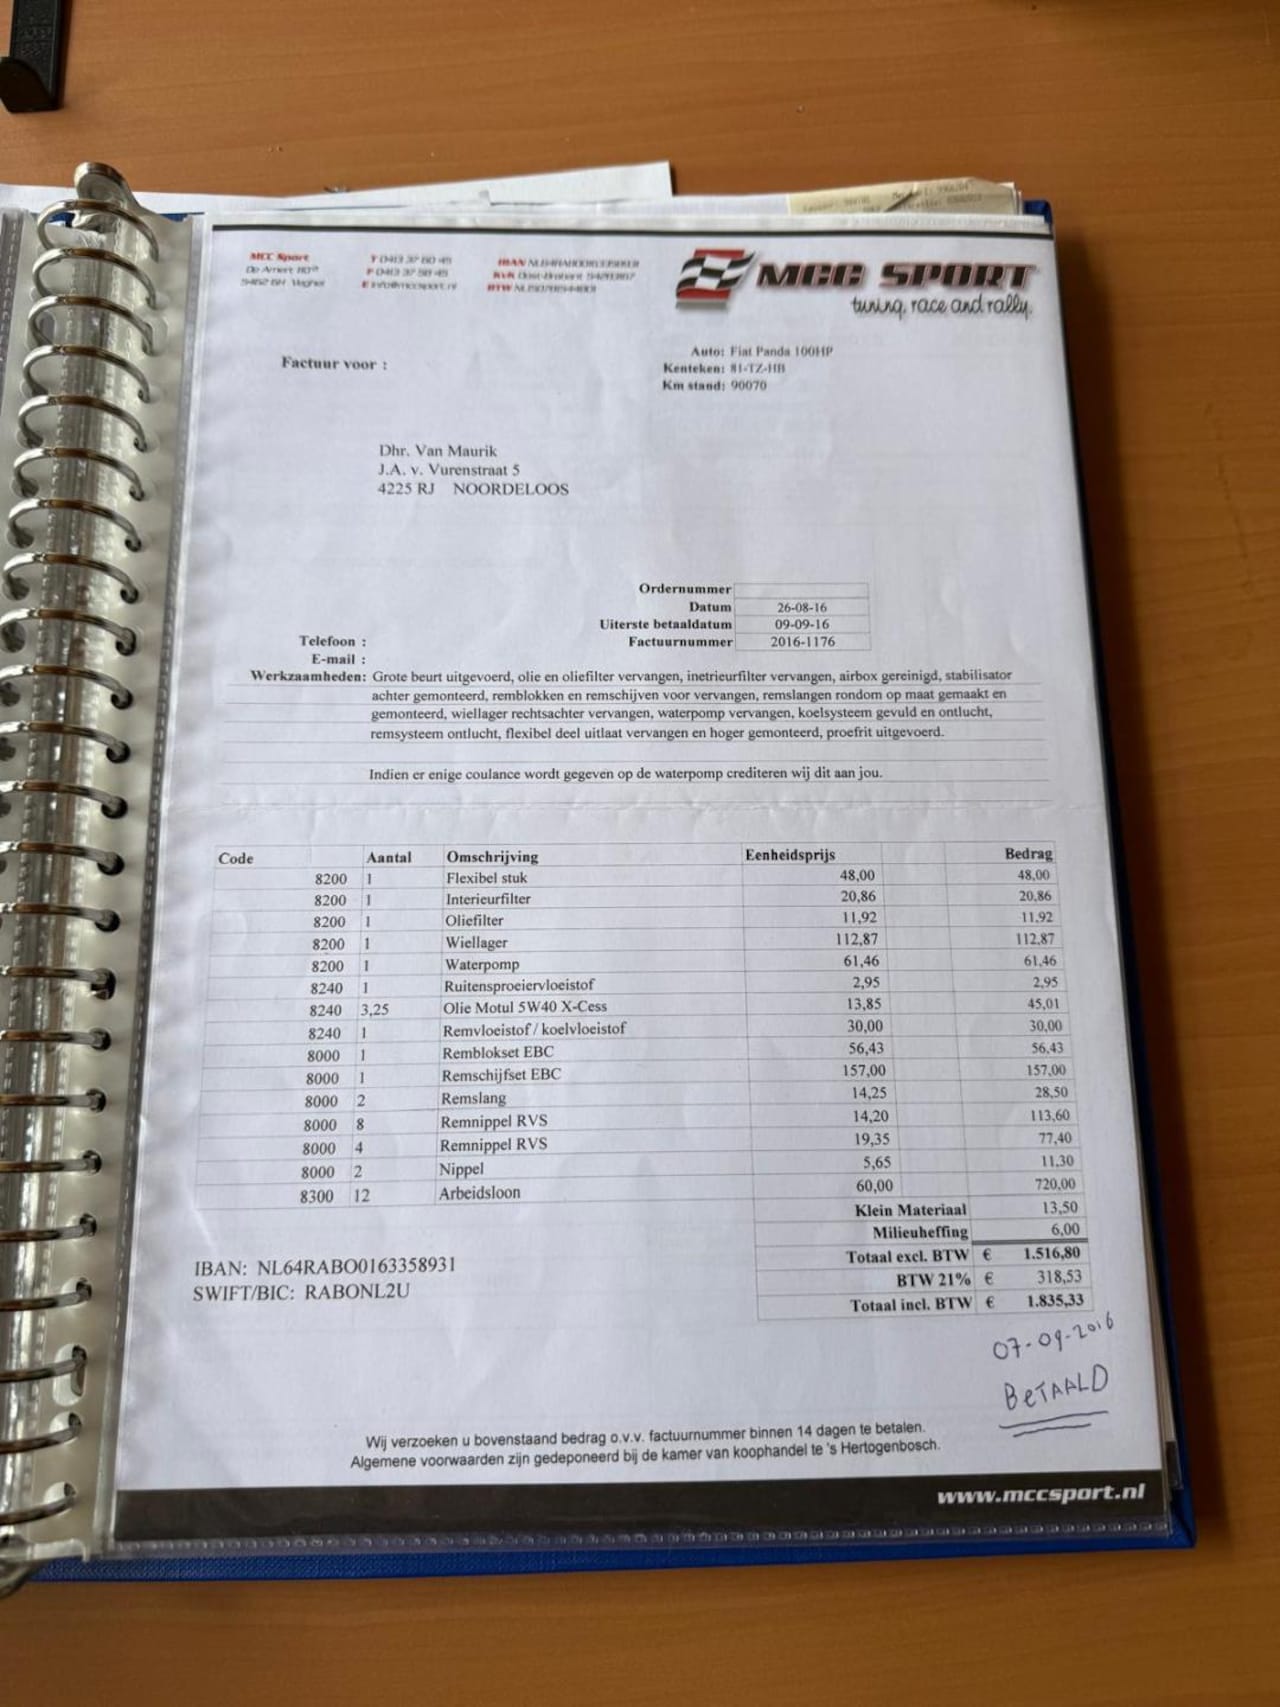 MCC Sport
T 0413 37 60 45
5462 GH Veghel
E info@mccsport.nl
MCC SPORT
tuning, race and rally.
Factuur voor :
Auto: Fiat Panda 100HP
Kenteken: 81-TZ-HB
Km stand: 90070
Dhr. Van Maurik
J.A. v. Vurenstraat 5
4225 RJ NOORDELOOS
Ordernummer
Datum 26-08-16
Uiterste betaaldatum 09-09-16
Telefoon : Factuurnummer 2016-1176
E-mail :
Werkzaamheden: Grote beurt uitgevoerd, olie en oliefilter vervangen, inetrieurfilter vervangen, airbox gereinigd, stabilisator
achter gemonteerd, remblokken en remschijven voor vervangen, remslangen rondom op maat gemaakt en
gemonteerd, wiellager rechtsachter vervangen, waterpomp vervangen, koelsysteem gevuld en ontlucht,
remsysteem ontlucht, flexibel deel uitlaat vervangen en hoger gemonteerd, proefrit uitgevoerd.
Indien er enige coulance wordt gegeven op de waterpomp crediteren wij dit aan jou.
Code Aantal Omschrijving Eenheidsprijs Bedrag
8200 1 Flexibel stuk 48,00 48,00
8200 1 Interieurfilter 20,86 20,86
8200 1 Oliefilter 11,92 11,92
8200 1 Wiellager 112,87 112,87
8200 1 Waterpomp 61,46 61,46
8240 1 Ruitensproeiervloeistof 2,95 2,95
8240 3,25 Olie Motul 5W40 X-Cess 13,85 45,01
8240 1 Remvloeistof / koelvloeistof 30,00 30,00
8000 1 Remblokset EBC 56,43 56,43
8000 1 Remschijfset EBC 157,00 157,00
8000 2 Remslang 14,25 28,50
8000 8 Remnippel RVS 14,20 113,60
8000 4 Remnippel RVS 19,35 77,40
8000 2 Nippel 5,65 11,30
8300 12 Arbeidsloon 60,00 720,00
Klein Materiaal 13,50
Milieuheffing 6,00
Totaal excl. BTW € 1.516,80
BTW 21% € 318,53
Totaal incl. BTW € 1.835,33
IBAN: NL64RABO0163358931
SWIFT/BIC: RABONL2U
07-09-2016
BeTAALD
Wij verzoeken u bovenstaand bedrag o.v.v. factuurnummer binnen 14 dagen te betalen.
Algemene voorwaarden zijn gedeponeerd bij de kamer van koophandel te 's Hertogenbosch.
www.mccsport.nl